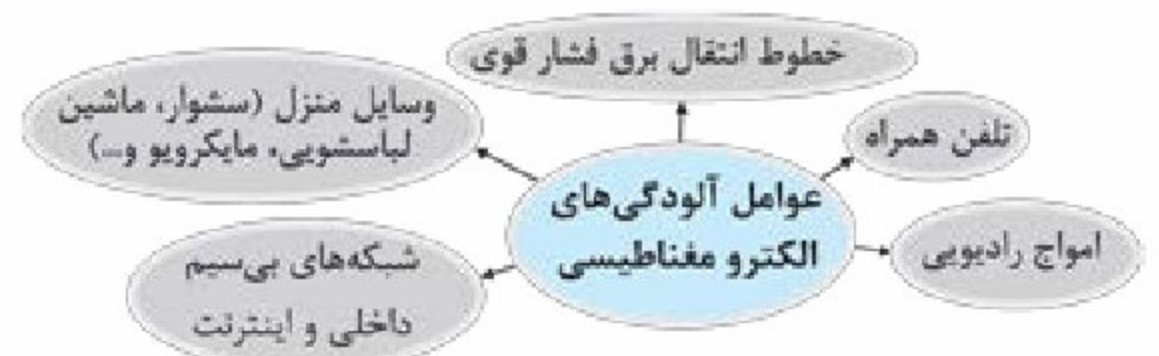 خطوط انتقال برق فشار قوی
وسایل منزل (سشوار، ماشین
لباسشویی، مایکرویو و...)
تلفن همراه
عوامل آلودگی‌های
الکترو مغناطیسی
امواج رادیویی
شبکه‌های بی‌سیم
داخلی و اینترنت